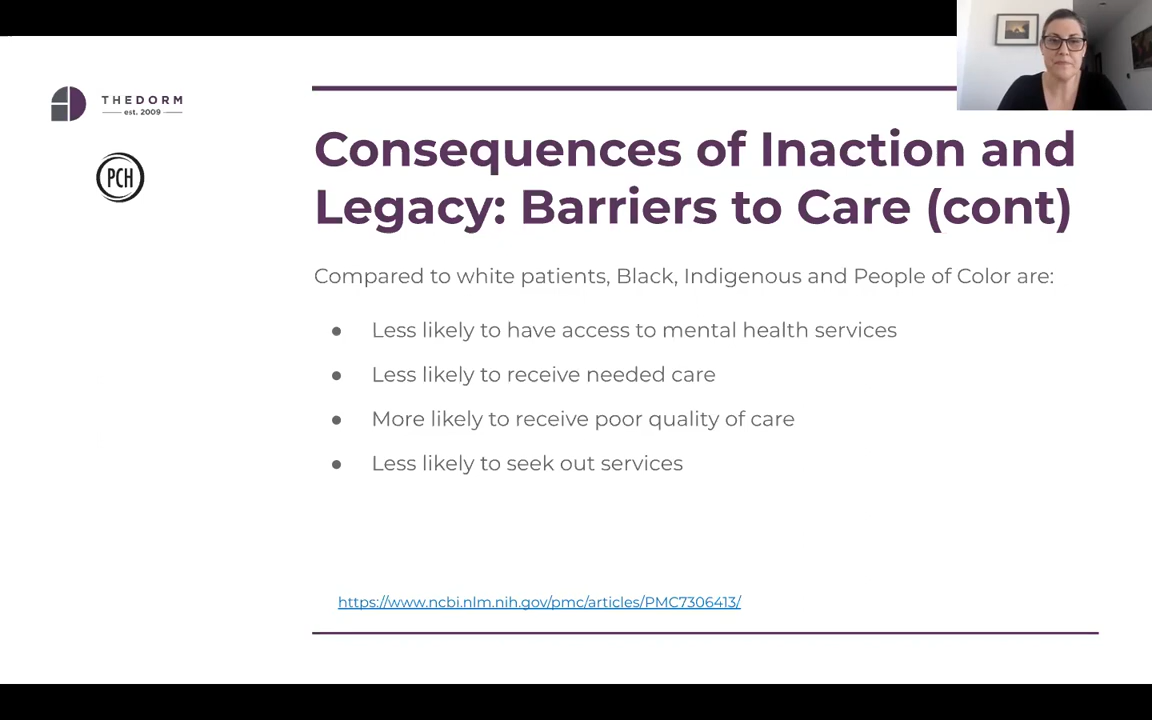 THEDORM
est. 2009
PCH
Consequences of Inaction and
Legacy: Barriers to Care (cont)
Compared to white patients, Black, Indigenous and People of Color are:
● Less likely to have access to mental health services
● Less likely to receive needed care
● More likely to receive poor quality of care
● Less likely to seek out services
https://www.ncbi.nlm.nih.gov/pmc/articles/PMC7306413/